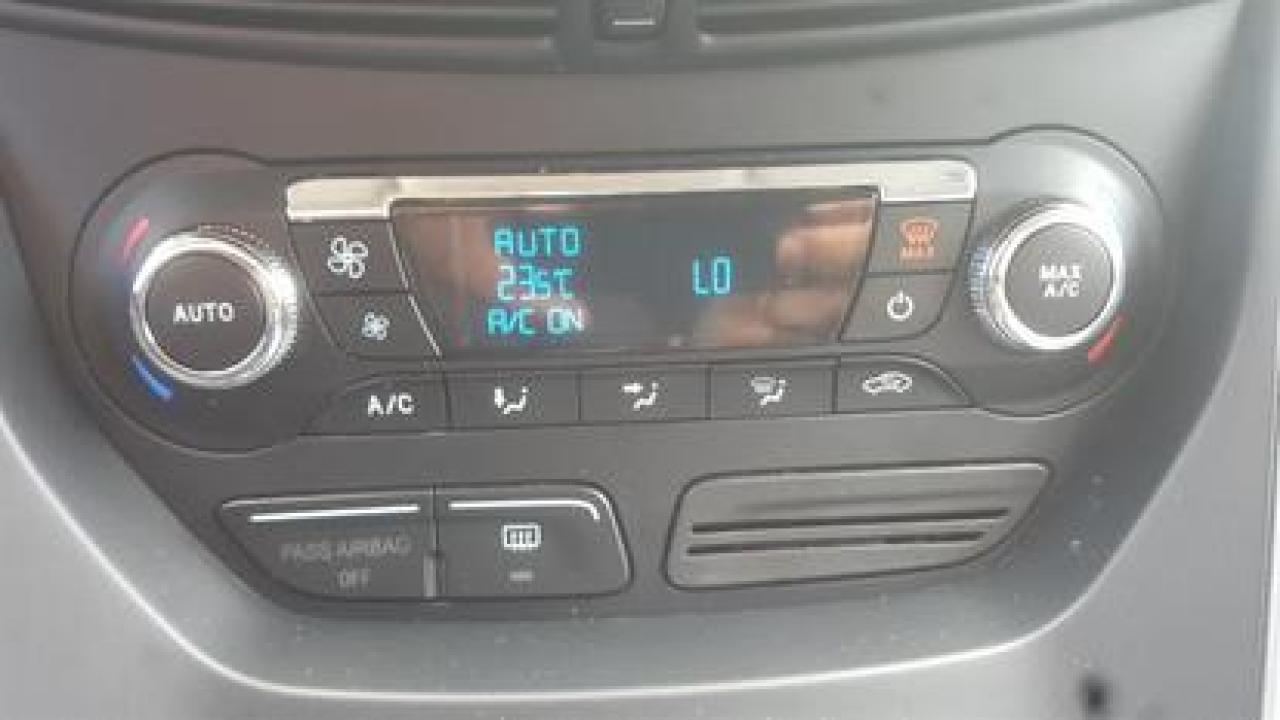 AUTO
AUTO
23.5°C
A/C ON
LO
MAX
MAX
A/C
A/C
PASS AIRBAG
OFF